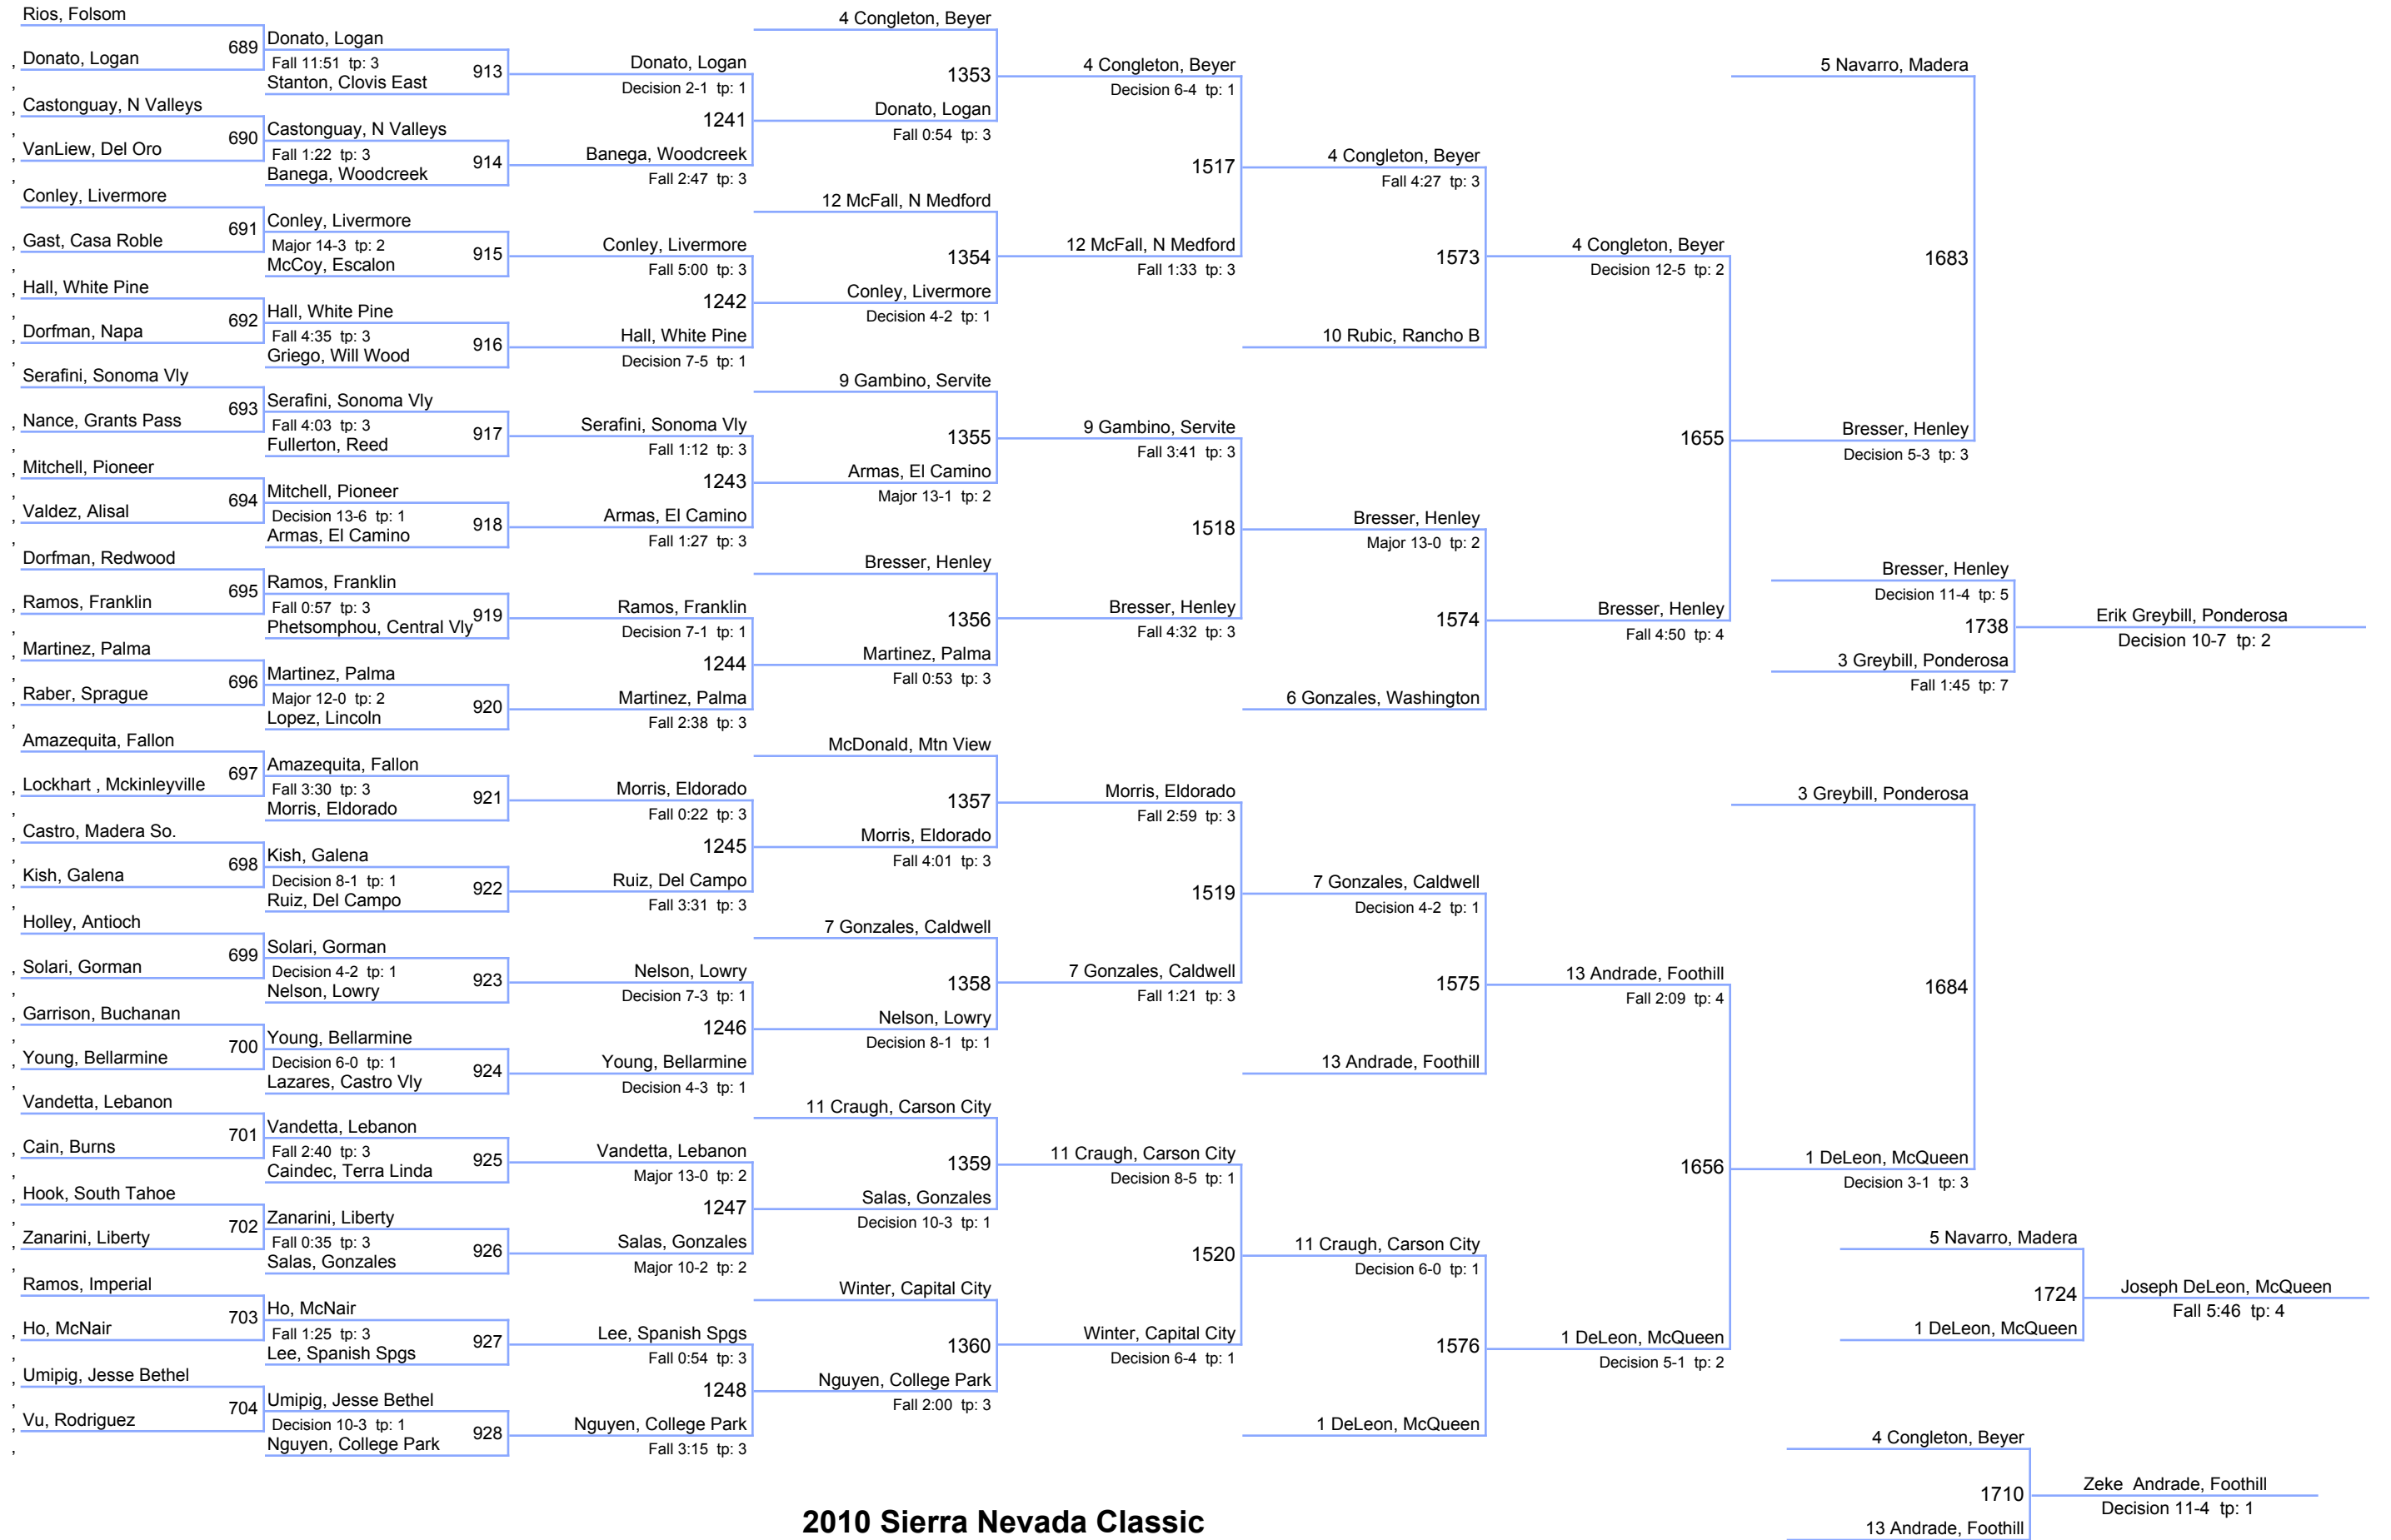 Rios, Folsom
689
, Donato, Logan
,
, Castonguay, N Valleys
,
690
, VanLiew, Del Oro
,
Conley, Livermore
691
, Gast, Casa Roble
,
, Hall, White Pine
,
692
, Dorfman, Napa
,
Serafini, Sonoma Vly
693
, Nance, Grants Pass
,
, Mitchell, Pioneer
,
694
, Valdez, Alisal
,
Dorfman, Redwood
695
, Ramos, Franklin
,
, Martinez, Palma
,
696
, Raber, Sprague
,
Amazequita, Fallon
697
, Lockhart , Mckinleyville
,
, Castro, Madera So.
,
698
, Kish, Galena
,
Holley, Antioch
699
, Solari, Gorman
,
, Garrison, Buchanan
,
700
, Young, Bellarmine
,
Vandetta, Lebanon
701
, Cain, Burns
,
, Hook, South Tahoe
,
702
, Zanarini, Liberty
,
Ramos, Imperial
703
, Ho, McNair
,
, Umipig, Jesse Bethel
,
704
, Vu, Rodriguez
,
Donato, Logan
Fall 11:51 tp: 3
913
Stanton, Clovis East
Castonguay, N Valleys
Fall 1:22 tp: 3
914
Banega, Woodcreek
Conley, Livermore
Major 14-3 tp: 2
915
McCoy, Escalon
Hall, White Pine
Fall 4:35 tp: 3
916
Griego, Will Wood
Serafini, Sonoma Vly
Fall 4:03 tp: 3
917
Fullerton, Reed
Mitchell, Pioneer
Decision 13-6 tp: 1
918
Armas, El Camino
Ramos, Franklin
Fall 0:57 tp: 3
919
Phetsomphou, Central Vly
Martinez, Palma
Major 12-0 tp: 2
920
Lopez, Lincoln
Amazequita, Fallon
Fall 3:30 tp: 3
921
Morris, Eldorado
Kish, Galena
Decision 8-1 tp: 1
922
Ruiz, Del Campo
Solari, Gorman
Decision 4-2 tp: 1
923
Nelson, Lowry
Young, Bellarmine
Decision 6-0 tp: 1
924
Lazares, Castro Vly
Vandetta, Lebanon
Fall 2:40 tp: 3
925
Caindec, Terra Linda
Zanarini, Liberty
Fall 0:35 tp: 3
926
Salas, Gonzales
Ho, McNair
Fall 1:25 tp: 3
927
Lee, Spanish Spgs
Umipig, Jesse Bethel
Decision 10-3 tp: 1
928
Nguyen, College Park
Donato, Logan
Decision 2-1 tp: 1
1241
Banega, Woodcreek
Fall 2:47 tp: 3
Conley, Livermore
Fall 5:00 tp: 3
1242
Hall, White Pine
Decision 7-5 tp: 1
Serafini, Sonoma Vly
Fall 1:12 tp: 3
1243
Armas, El Camino
Fall 1:27 tp: 3
Ramos, Franklin
Decision 7-1 tp: 1
1244
Martinez, Palma
Fall 2:38 tp: 3
Morris, Eldorado
Fall 0:22 tp: 3
1245
Ruiz, Del Campo
Fall 3:31 tp: 3
Nelson, Lowry
Decision 7-3 tp: 1
1246
Young, Bellarmine
Decision 4-3 tp: 1
Vandetta, Lebanon
Major 13-0 tp: 2
1247
Salas, Gonzales
Major 10-2 tp: 2
Lee, Spanish Spgs
Fall 0:54 tp: 3
1248
Nguyen, College Park
Fall 3:15 tp: 3
4 Congleton, Beyer
1353
Donato, Logan
Fall 0:54 tp: 3
12 McFall, N Medford
1354
Conley, Livermore
Decision 4-2 tp: 1
9 Gambino, Servite
1355
Armas, El Camino
Major 13-1 tp: 2
Bresser, Henley
1356
Martinez, Palma
Fall 0:53 tp: 3
McDonald, Mtn View
1357
Morris, Eldorado
Fall 4:01 tp: 3
7 Gonzales, Caldwell
1358
Nelson, Lowry
Decision 8-1 tp: 1
11 Craugh, Carson City
1359
Salas, Gonzales
Decision 10-3 tp: 1
Winter, Capital City
1360
Nguyen, College Park
Fall 2:00 tp: 3
4 Congleton, Beyer
Decision 6-4 tp: 1
1517
12 McFall, N Medford
Fall 1:33 tp: 3
9 Gambino, Servite
Fall 3:41 tp: 3
1518
Bresser, Henley
Fall 4:32 tp: 3
Morris, Eldorado
Fall 2:59 tp: 3
1519
7 Gonzales, Caldwell
Fall 1:21 tp: 3
11 Craugh, Carson City
Decision 8-5 tp: 1
1520
Winter, Capital City
Decision 6-4 tp: 1
4 Congleton, Beyer
Fall 4:27 tp: 3
1573
10 Rubic, Rancho B
Bresser, Henley
Major 13-0 tp: 2
1574
6 Gonzales, Washington
7 Gonzales, Caldwell
Decision 4-2 tp: 1
1575
13 Andrade, Foothill
11 Craugh, Carson City
Decision 6-0 tp: 1
1576
1 DeLeon, McQueen
4 Congleton, Beyer
Decision 12-5 tp: 2
1655
Bresser, Henley
Fall 4:50 tp: 4
13 Andrade, Foothill
Fall 2:09 tp: 4
1656
1 DeLeon, McQueen
Decision 5-1 tp: 2
5 Navarro, Madera
1683
Bresser, Henley
Decision 5-3 tp: 3
Bresser, Henley
Decision 11-4 tp: 5
1738
3 Greybill, Ponderosa
Fall 1:45 tp: 7
Erik Greybill, Ponderosa
Decision 10-7 tp: 2
3 Greybill, Ponderosa
1684
1 DeLeon, McQueen
Decision 3-1 tp: 3
5 Navarro, Madera
1724
1 DeLeon, McQueen
Joseph DeLeon, McQueen
Fall 5:46 tp: 4
4 Congleton, Beyer
1710
13 Andrade, Foothill
Zeke Andrade, Foothill
Decision 11-4 tp: 1
2010 Sierra Nevada Classic